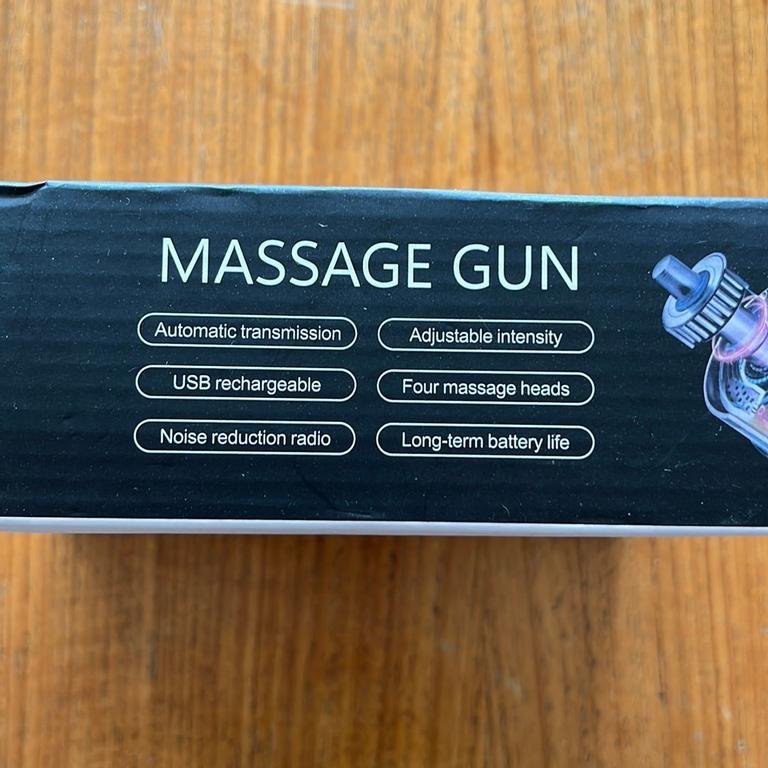 MASSAGE GUN
Automatic transmission
Adjustable intensity
USB rechargeable
Four massage heads
Noise reduction radio
Long-term battery life